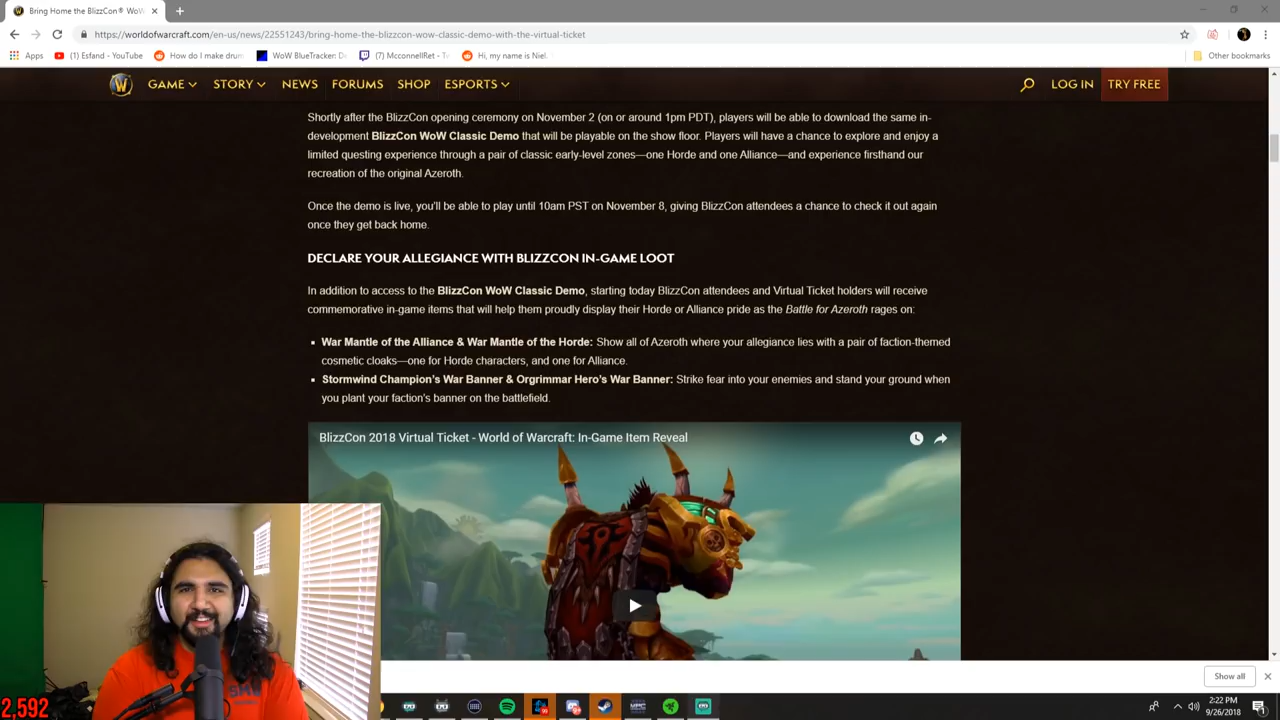 Bring Home the BlizzCon® WoW
https://worldofwarcraft.com/en-us/news/22551243/bring-home-the-blizzcon-wow-classic-demo-with-the-virtual-ticket
Apps (1) Esfand - YouTube How do I make drum WoW BlueTracker: D (7) McconnellRet - T Hi, my name is Niel. Other bookmarks
GAME STORY NEWS FORUMS SHOP ESPORTS LOG IN TRY FREE
Shortly after the BlizzCon opening ceremony on November 2 (on or around 1pm PDT), players will be able to download the same in-
development BlizzCon WoW Classic Demo that will be playable on the show floor. Players will have a chance to explore and enjoy a
limited questing experience through a pair of classic early-level zones—one Horde and one Alliance—and experience firsthand our
recreation of the original Azeroth.
Once the demo is live, you'll be able to play until 10am PST on November 8, giving BlizzCon attendees a chance to check it out again
once they get back home.
DECLARE YOUR ALLEGIANCE WITH BLIZZCON IN-GAME LOOT
In addition to access to the BlizzCon WoW Classic Demo, starting today BlizzCon attendees and Virtual Ticket holders will receive
commemorative in-game items that will help them proudly display their Horde or Alliance pride as the Battle for Azeroth rages on:
War Mantle of the Alliance & War Mantle of the Horde: Show all of Azeroth where your allegiance lies with a pair of faction-themed
cosmetic cloaks—one for Horde characters, and one for Alliance.
Stormwind Champion's War Banner & Orgrimmar Hero's War Banner: Strike fear into your enemies and stand your ground when
you plant your faction's banner on the battlefield.
BlizzCon 2018 Virtual Ticket - World of Warcraft: In-Game Item Reveal
Show all
2,592
2:22 PM
9/26/2018